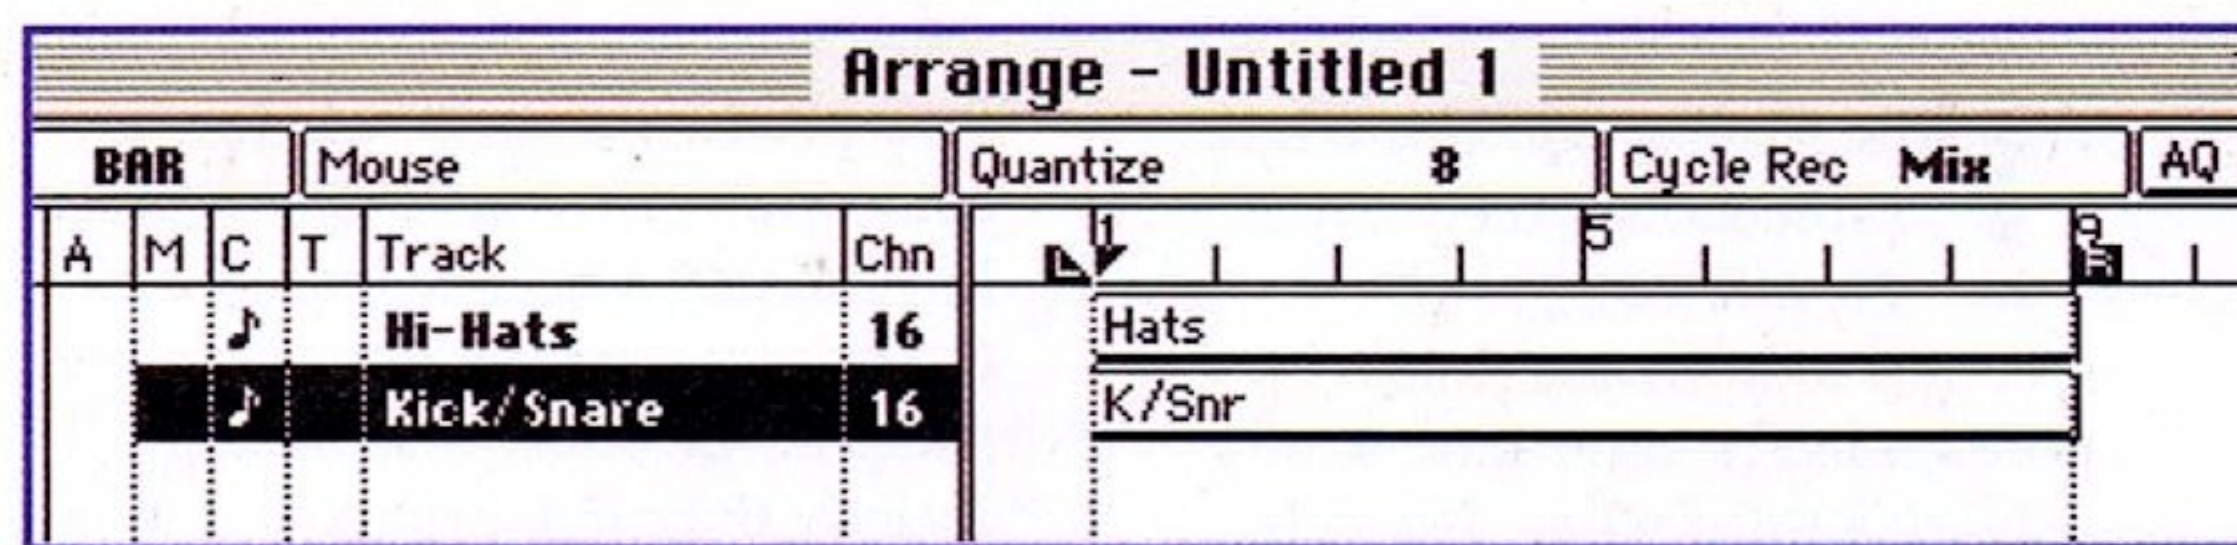 Arrange - Untitled 1
BAR Mouse Quantize 8 Cycle Rec Mix AQ
A M C T Track Chn 1 5 9
Hi-Hats 16 Hats
Kick/Snare 16 K/Snr